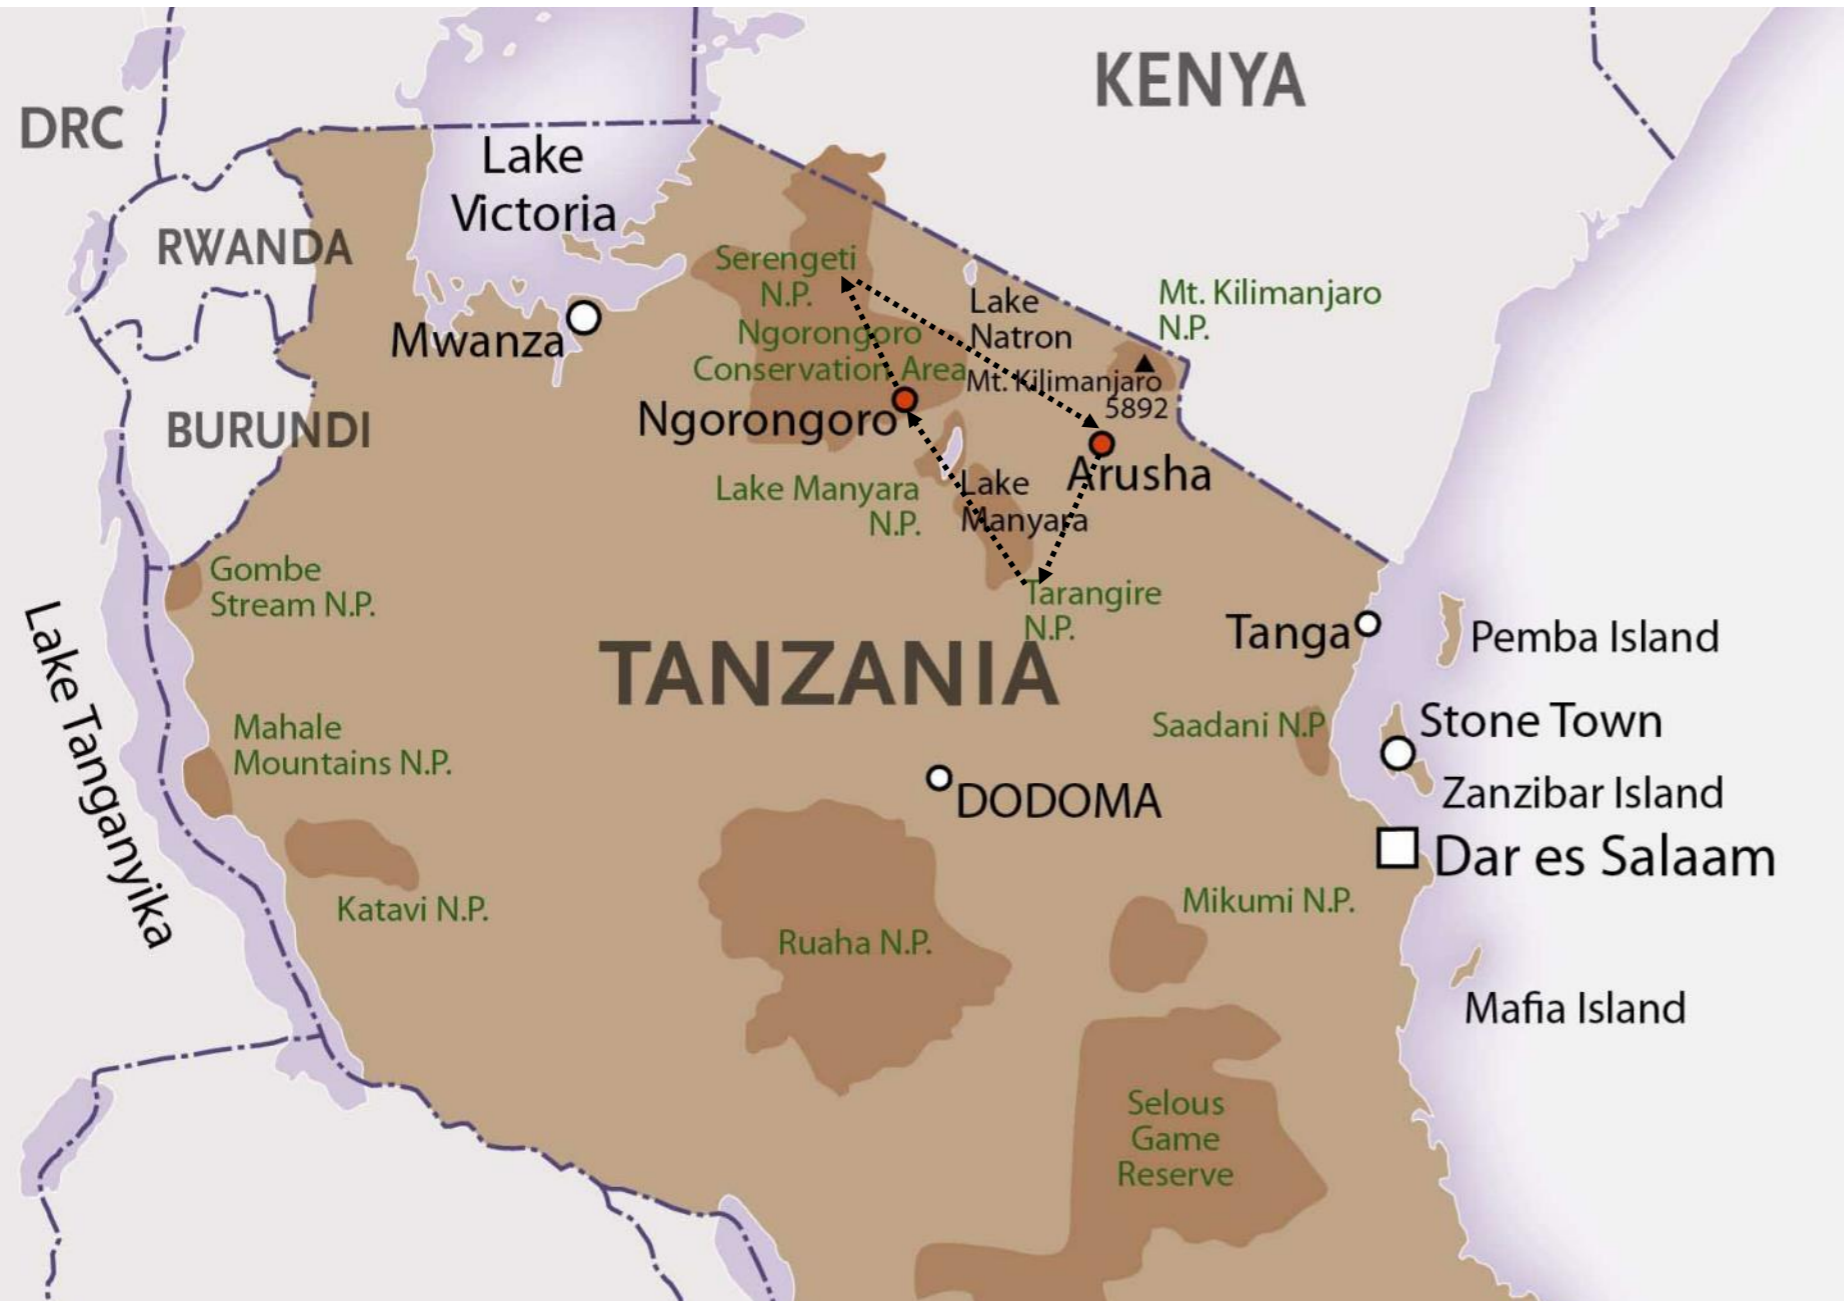 KENYA
DRC
Lake
Victoria
RWANDA
Serengeti
N.P.
Lake
Natron
Mt. Kilimanjaro
N.P.
Mwanza
Ngorongoro
Conservation Area
Mt. Kilimanjaro
5892
Ngorongoro
BURUNDI
Arusha
Lake Manyara
N.P.
Lake
Manyara
Gombe
Stream N.P.
Tarangire
N.P.
Lake Tanganyika
TANZANIA
Tanga
Pemba Island
Mahale
Mountains N.P.
Saadani N.P
Stone Town
Zanzibar Island
DODOMA
Dar es Salaam
Katavi N.P.
Ruaha N.P.
Mikumi N.P.
Mafia Island
Selous
Game
Reserve